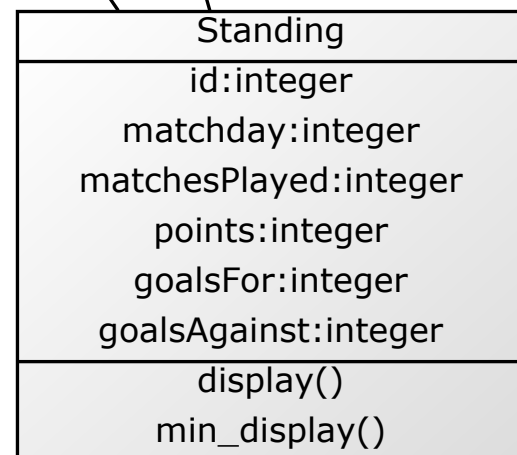 Standing
id:integer
matchday:integer
matchesPlayed:integer
points:integer
goalsFor:integer
goalsAgainst:integer
display()
min_display()